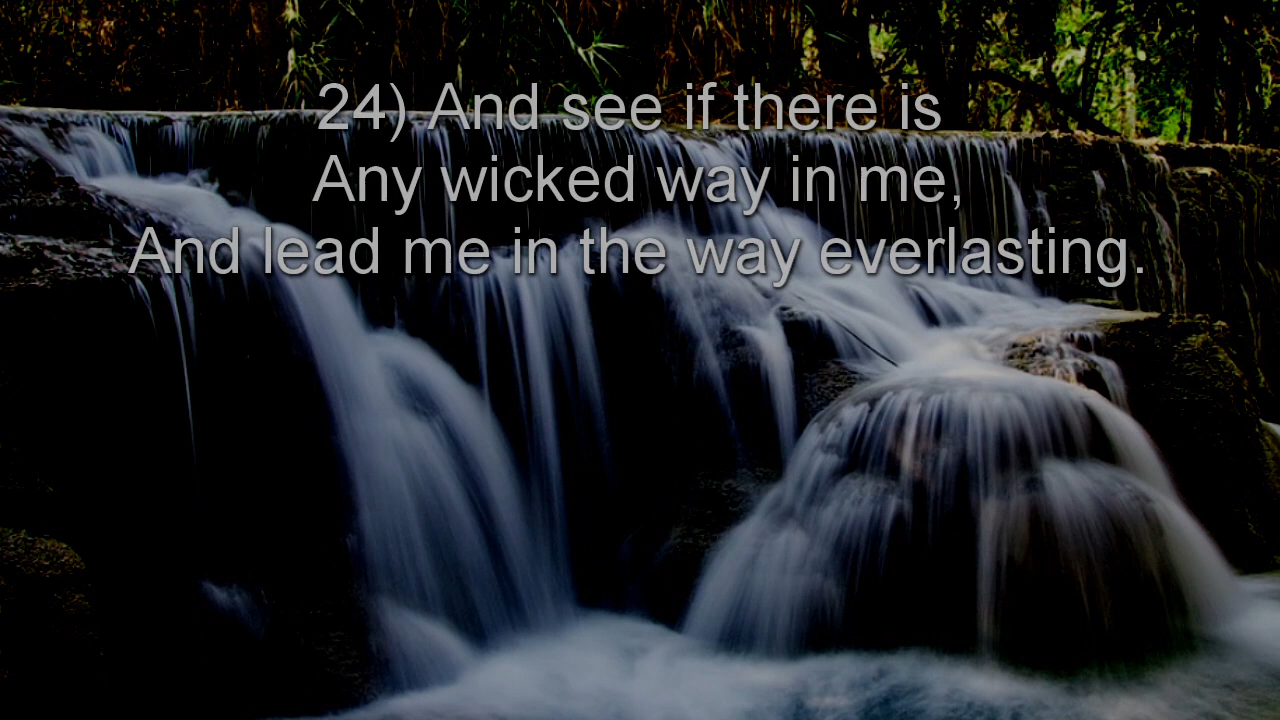 24) And see if there is
Any wicked way in me,
And lead me in the way everlasting.